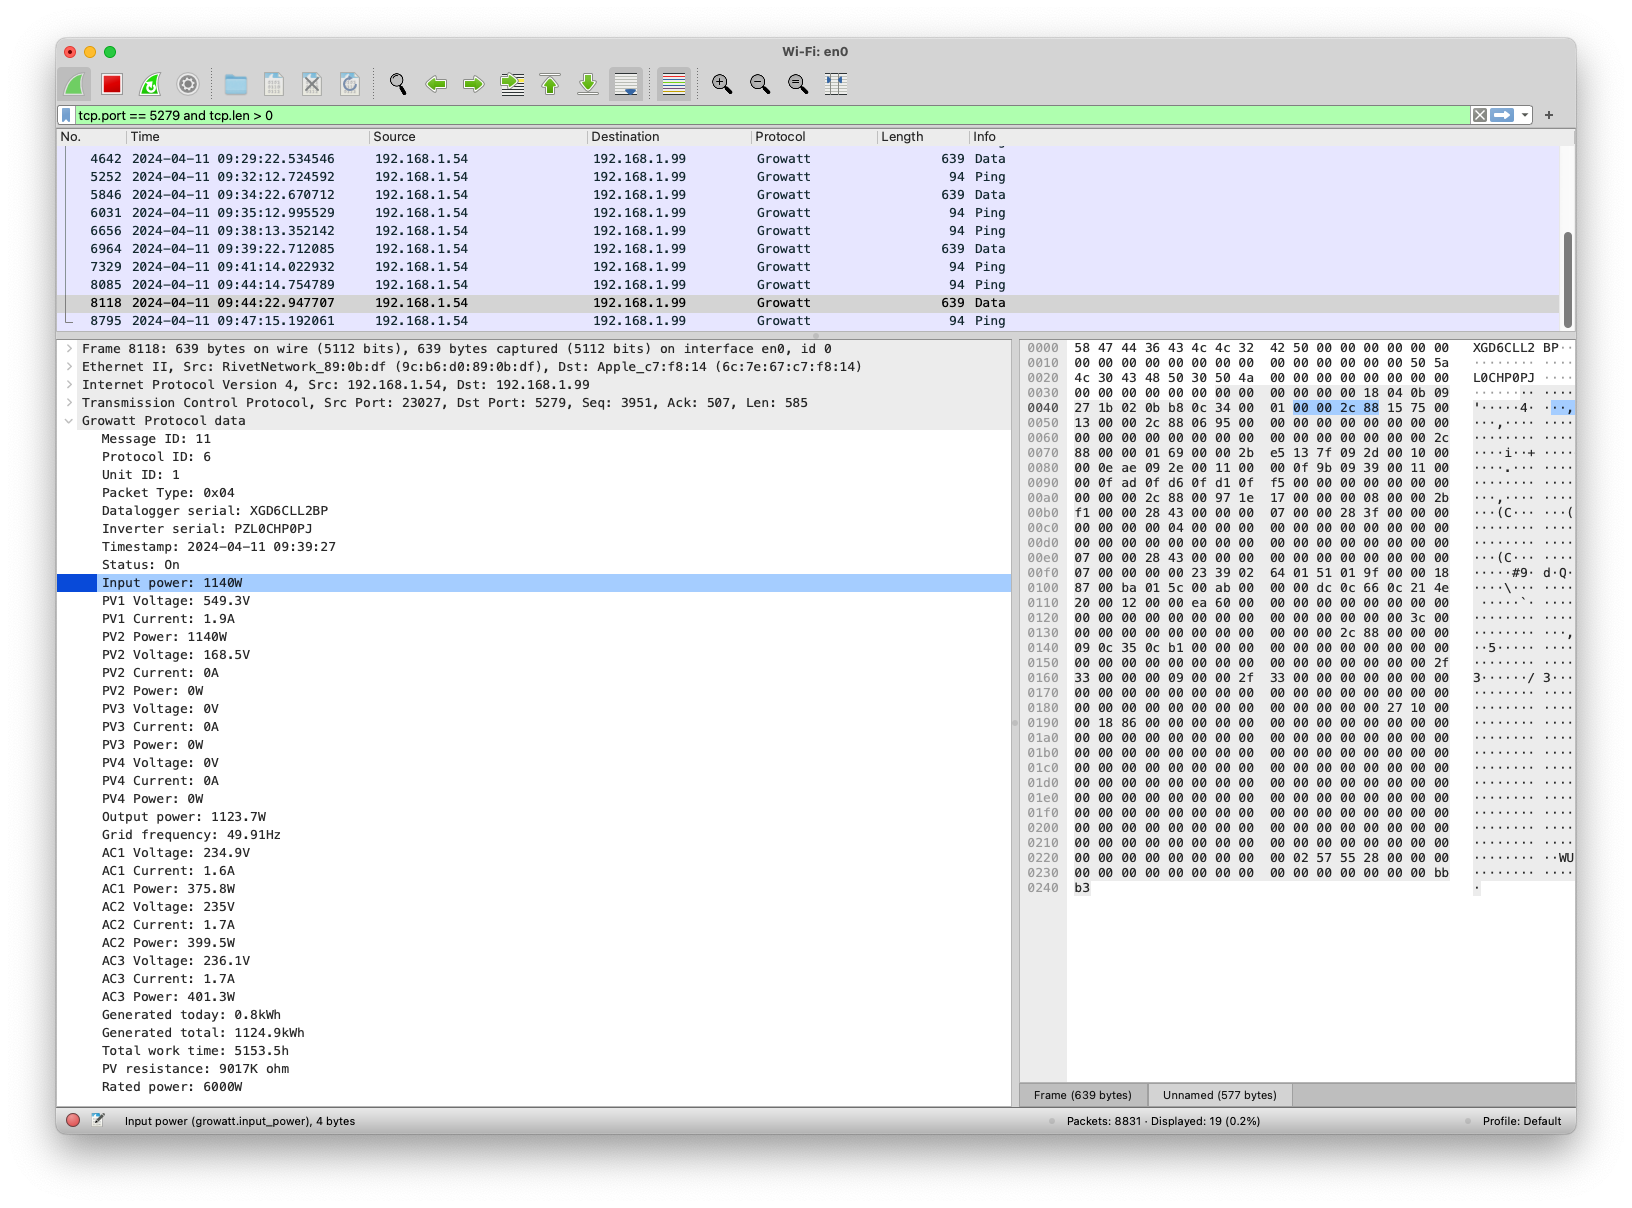 Wi-Fi: en0
tcp.port == 5279 and tcp.len > 0
No. Time Source Destination Protocol Length Info
4642 2024-04-11 09:29:22.534546 192.168.1.54 192.168.1.99 Growatt 639 Data
5252 2024-04-11 09:32:12.724592 192.168.1.54 192.168.1.99 Growatt 94 Ping
5846 2024-04-11 09:34:22.670712 192.168.1.54 192.168.1.99 Growatt 639 Data
6031 2024-04-11 09:35:12.995529 192.168.1.54 192.168.1.99 Growatt 94 Ping
6656 2024-04-11 09:38:13.352142 192.168.1.54 192.168.1.99 Growatt 94 Ping
6964 2024-04-11 09:39:22.712085 192.168.1.54 192.168.1.99 Growatt 639 Data
7329 2024-04-11 09:41:14.022932 192.168.1.54 192.168.1.99 Growatt 94 Ping
8085 2024-04-11 09:44:14.754789 192.168.1.54 192.168.1.99 Growatt 94 Ping
8118 2024-04-11 09:44:22.947707 192.168.1.54 192.168.1.99 Growatt 639 Data
8795 2024-04-11 09:47:15.192061 192.168.1.54 192.168.1.99 Growatt 94 Ping
Frame 8118: 639 bytes on wire (5112 bits), 639 bytes captured (5112 bits) on interface en0, id 0
Ethernet II, Src: RivetNetwork_89:0b:df (9c:b6:d0:89:0b:df), Dst: Apple_c7:f8:14 (6c:7e:67:c7:f8:14)
Internet Protocol Version 4, Src: 192.168.1.54, Dst: 192.168.1.99
Transmission Control Protocol, Src Port: 23027, Dst Port: 5279, Seq: 3951, Ack: 507, Len: 585
Growatt Protocol data
Message ID: 11
Protocol ID: 6
Unit ID: 1
Packet Type: 0x04
Datalogger serial: XGD6CLL2BP
Inverter serial: PZL0CHP0PJ
Timestamp: 2024-04-11 09:39:27
Status: On
Input power: 1140W
PV1 Voltage: 549.3V
PV1 Current: 1.9A
PV2 Power: 1140W
PV2 Voltage: 168.5V
PV2 Current: 0A
PV2 Power: 0W
PV3 Voltage: 0V
PV3 Current: 0A
PV3 Power: 0W
PV4 Voltage: 0V
PV4 Current: 0A
PV4 Power: 0W
Output power: 1123.7W
Grid frequency: 49.91Hz
AC1 Voltage: 234.9V
AC1 Current: 1.6A
AC1 Power: 375.8W
AC2 Voltage: 235V
AC2 Current: 1.7A
AC2 Power: 399.5W
AC3 Voltage: 236.1V
AC3 Current: 1.7A
AC3 Power: 401.3W
Generated today: 0.8kWh
Generated total: 1124.9kWh
Total work time: 5153.5h
PV resistance: 9017K ohm
Rated power: 6000W
0000 58 47 44 36 43 4c 4c 32 42 50 00 00 00 00 00 00 XGD6CLL2 BP······
0010 00 00 00 00 00 00 00 00 00 00 00 00 00 00 50 5a
0020 4c 30 43 48 50 30 50 4a 00 00 00 00 00 00 00 00 L0CHP0PJ
0030 00 00 00 00 00 00 00 00 00 00 00 00 18 04 0b 09
0040 27 1b 02 0b b8 0c 34 00 01 00 00 2c 88 15 75 00 '·····4· ···,
0050 13 00 00 2c 88 06 95 00 00 00 00 00 00 00 00 00 ···,····
0060 00 00 00 00 00 00 00 00 00 00 00 00 00 00 00 2c
0070 88 00 00 01 69 00 00 2b e5 13 7f 09 2d 00 10 00 ····i··+
0080 00 0e ae 09 2e 00 11 00 00 0f 9b 09 39 00 11 00 ····.···
0090 00 0f ad 0f d6 0f d1 0f f5 00 00 00 00 00 00 00
00a0 00 00 00 2c 88 00 97 1e 17 00 00 00 08 00 00 2b ···,····
00b0 f1 00 00 28 43 00 00 00 07 00 00 28 3f 00 00 00 ···(C··· ···(
00c0 00 00 00 00 04 00 00 00 00 00 00 00 00 00 00 00
00d0 00 00 00 00 00 00 00 00 00 00 00 00 00 00 00 00
00e0 07 00 00 28 43 00 00 00 00 00 00 00 00 00 00 00 ···(C···
00f0 07 00 00 00 00 23 39 02 64 01 51 01 9f 00 00 18 ·····#9· d·Q·
0100 87 00 ba 01 5c 00 ab 00 00 00 dc 0c 66 0c 21 4e ····\···
0110 20 00 12 00 00 ea 60 00 00 00 00 00 00 00 00 00 ·····`·
0120 00 00 00 00 00 00 00 00 00 00 00 00 00 00 3c 00
0130 00 00 00 00 00 00 00 00 00 00 00 2c 88 00 00 00 ···,
0140 09 0c 35 0c b1 00 00 00 00 00 00 00 00 00 00 00 ··5·····
0150 00 00 00 00 00 00 00 00 00 00 00 00 00 00 00 2f
0160 33 00 00 00 09 00 00 2f 33 00 00 00 00 00 00 00 3······/ 3···
0170 00 00 00 00 00 00 00 00 00 00 00 00 00 00 00 00
0180 00 00 00 00 00 00 00 00 00 00 00 00 00 27 10 00
0190 00 18 86 00 00 00 00 00 00 00 00 00 00 00 00 00
01a0 00 00 00 00 00 00 00 00 00 00 00 00 00 00 00 00
01b0 00 00 00 00 00 00 00 00 00 00 00 00 00 00 00 00
01c0 00 00 00 00 00 00 00 00 00 00 00 00 00 00 00 00
01d0 00 00 00 00 00 00 00 00 00 00 00 00 00 00 00 00
01e0 00 00 00 00 00 00 00 00 00 00 00 00 00 00 00 00
01f0 00 00 00 00 00 00 00 00 00 00 00 00 00 00 00 00
0200 00 00 00 00 00 00 00 00 00 00 00 00 00 00 00 00
0210 00 00 00 00 00 00 00 00 00 00 00 00 00 00 00 00
0220 00 00 00 00 00 00 00 00 00 02 57 55 28 00 00 00 ········ ··WU
0230 00 00 00 00 00 00 00 00 00 00 00 00 00 00 00 bb
0240 b3
Frame (639 bytes) Unnamed (577 bytes)
Input power (growatt.input_power), 4 bytes Packets: 8831 · Displayed: 19 (0.2%) Profile: Default